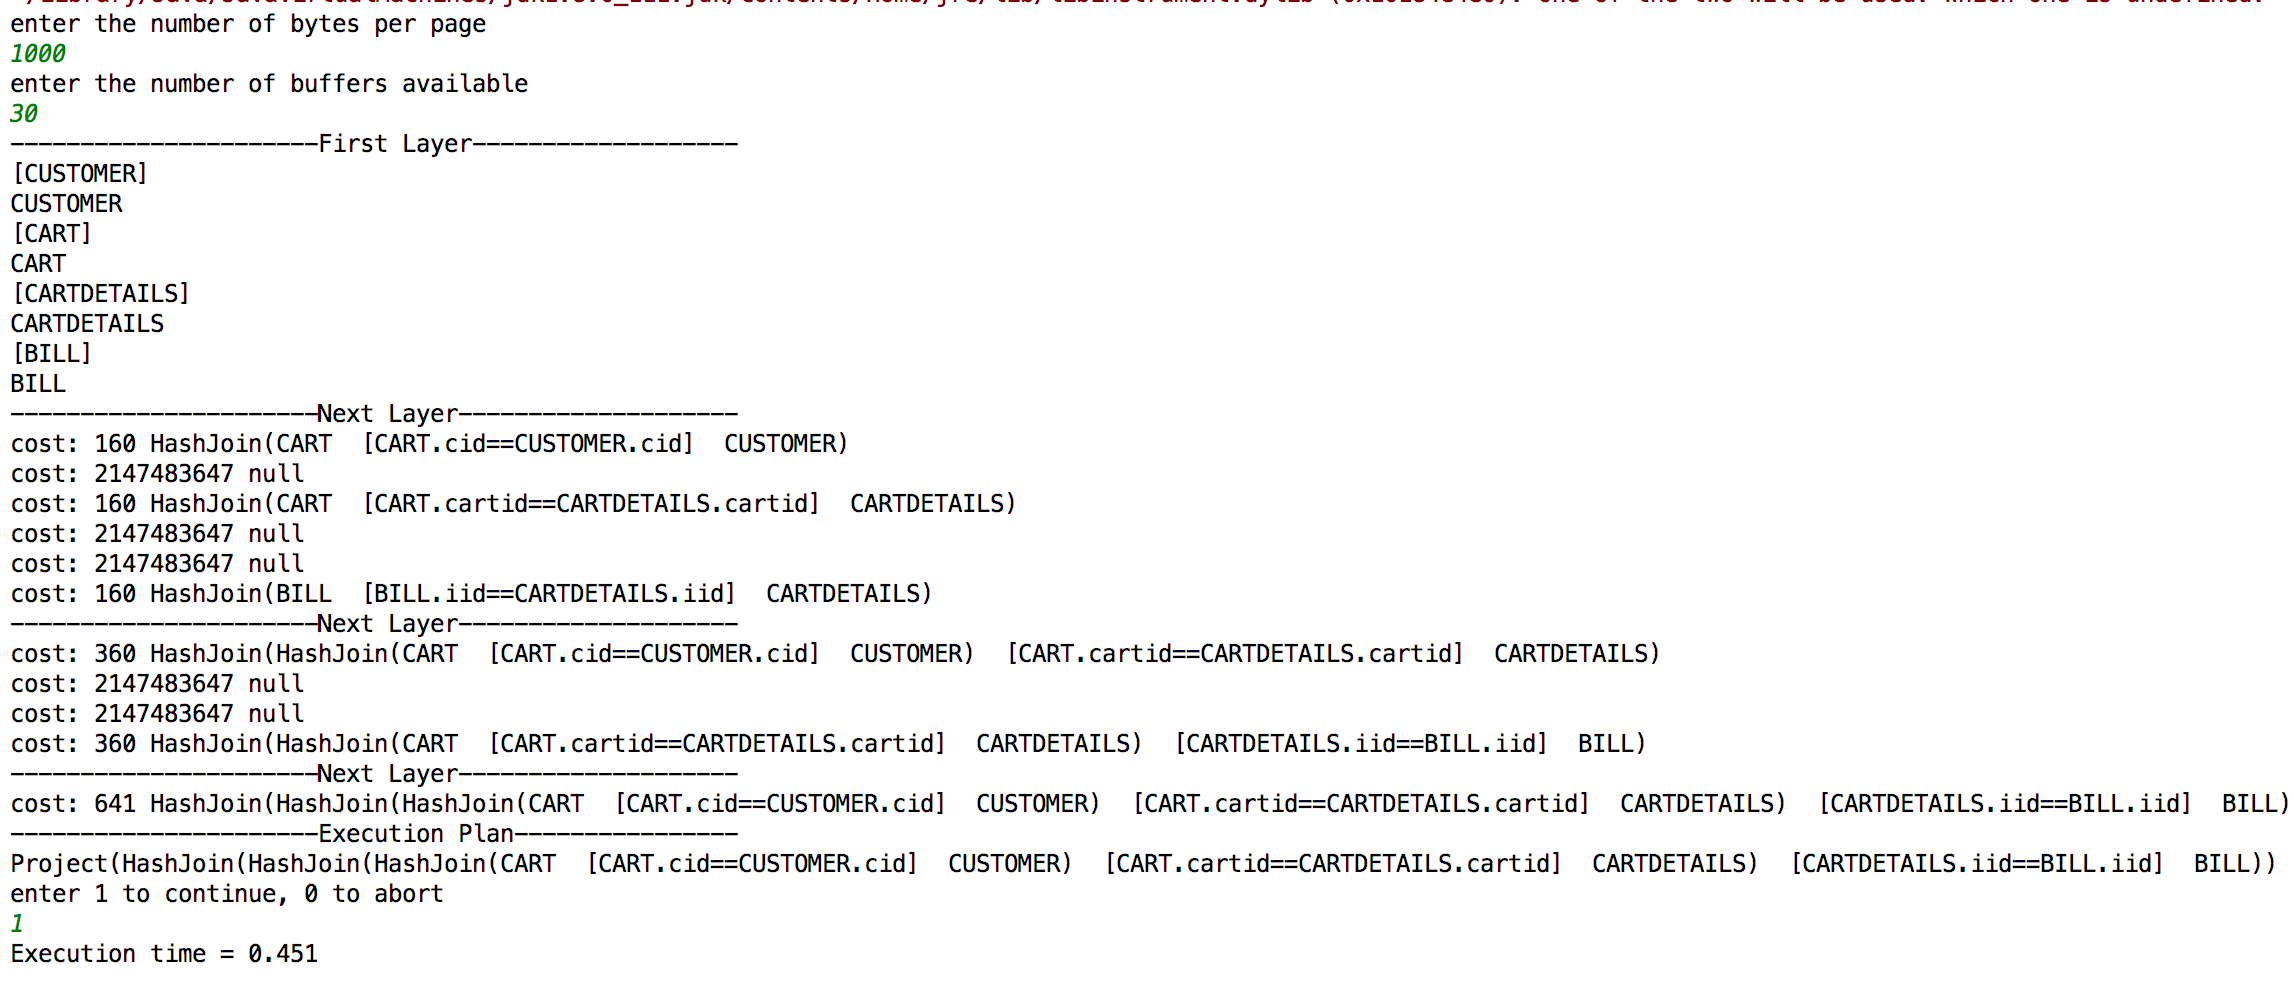 enter the number of bytes per page
1000
enter the number of buffers available
30
----------------------First Layer-------------------
[CUSTOMER]
CUSTOMER
[CART]
CART
[CARTDETAILS]
CARTDETAILS
[BILL]
BILL
----------------------Next Layer--------------------
cost: 160 HashJoin(CART  [CART.cid==CUSTOMER.cid]  CUSTOMER)
cost: 2147483647 null
cost: 160 HashJoin(CART  [CART.cartid==CARTDETAILS.cartid]  CARTDETAILS)
cost: 2147483647 null
cost: 2147483647 null
cost: 160 HashJoin(BILL  [BILL.iid==CARTDETAILS.iid]  CARTDETAILS)
----------------------Next Layer--------------------
cost: 360 HashJoin(HashJoin(CART  [CART.cid==CUSTOMER.cid]  CUSTOMER)  [CART.cartid==CARTDETAILS.cartid]  CARTDETAILS)
cost: 2147483647 null
cost: 2147483647 null
cost: 360 HashJoin(HashJoin(CART  [CART.cartid==CARTDETAILS.cartid]  CARTDETAILS)  [CARTDETAILS.iid==BILL.iid]  BILL)
----------------------Next Layer--------------------
cost: 641 HashJoin(HashJoin(HashJoin(CART  [CART.cid==CUSTOMER.cid]  CUSTOMER)  [CART.cartid==CARTDETAILS.cartid]  CARTDETAILS)  [CARTDETAILS.iid==BILL.iid]  BILL)
----------------------Execution Plan----------------
Project(HashJoin(HashJoin(HashJoin(CART  [CART.cid==CUSTOMER.cid]  CUSTOMER)  [CART.cartid==CARTDETAILS.cartid]  CARTDETAILS)  [CARTDETAILS.iid==BILL.iid]  BILL))
enter 1 to continue, 0 to abort
1
Execution time = 0.451